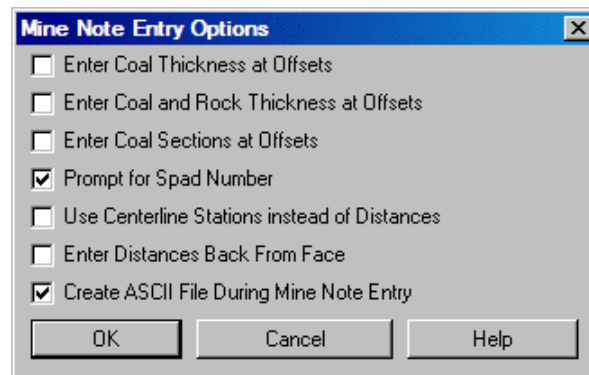 Mine Note Entry Options
Enter Coal Thickness at Offsets
Enter Coal and Rock Thickness at Offsets
Enter Coal Sections at Offsets
Prompt for Spad Number
Use Centerline Stations instead of Distances
Enter Distances Back From Face
Create ASCII File During Mine Note Entry
OK Cancel Help